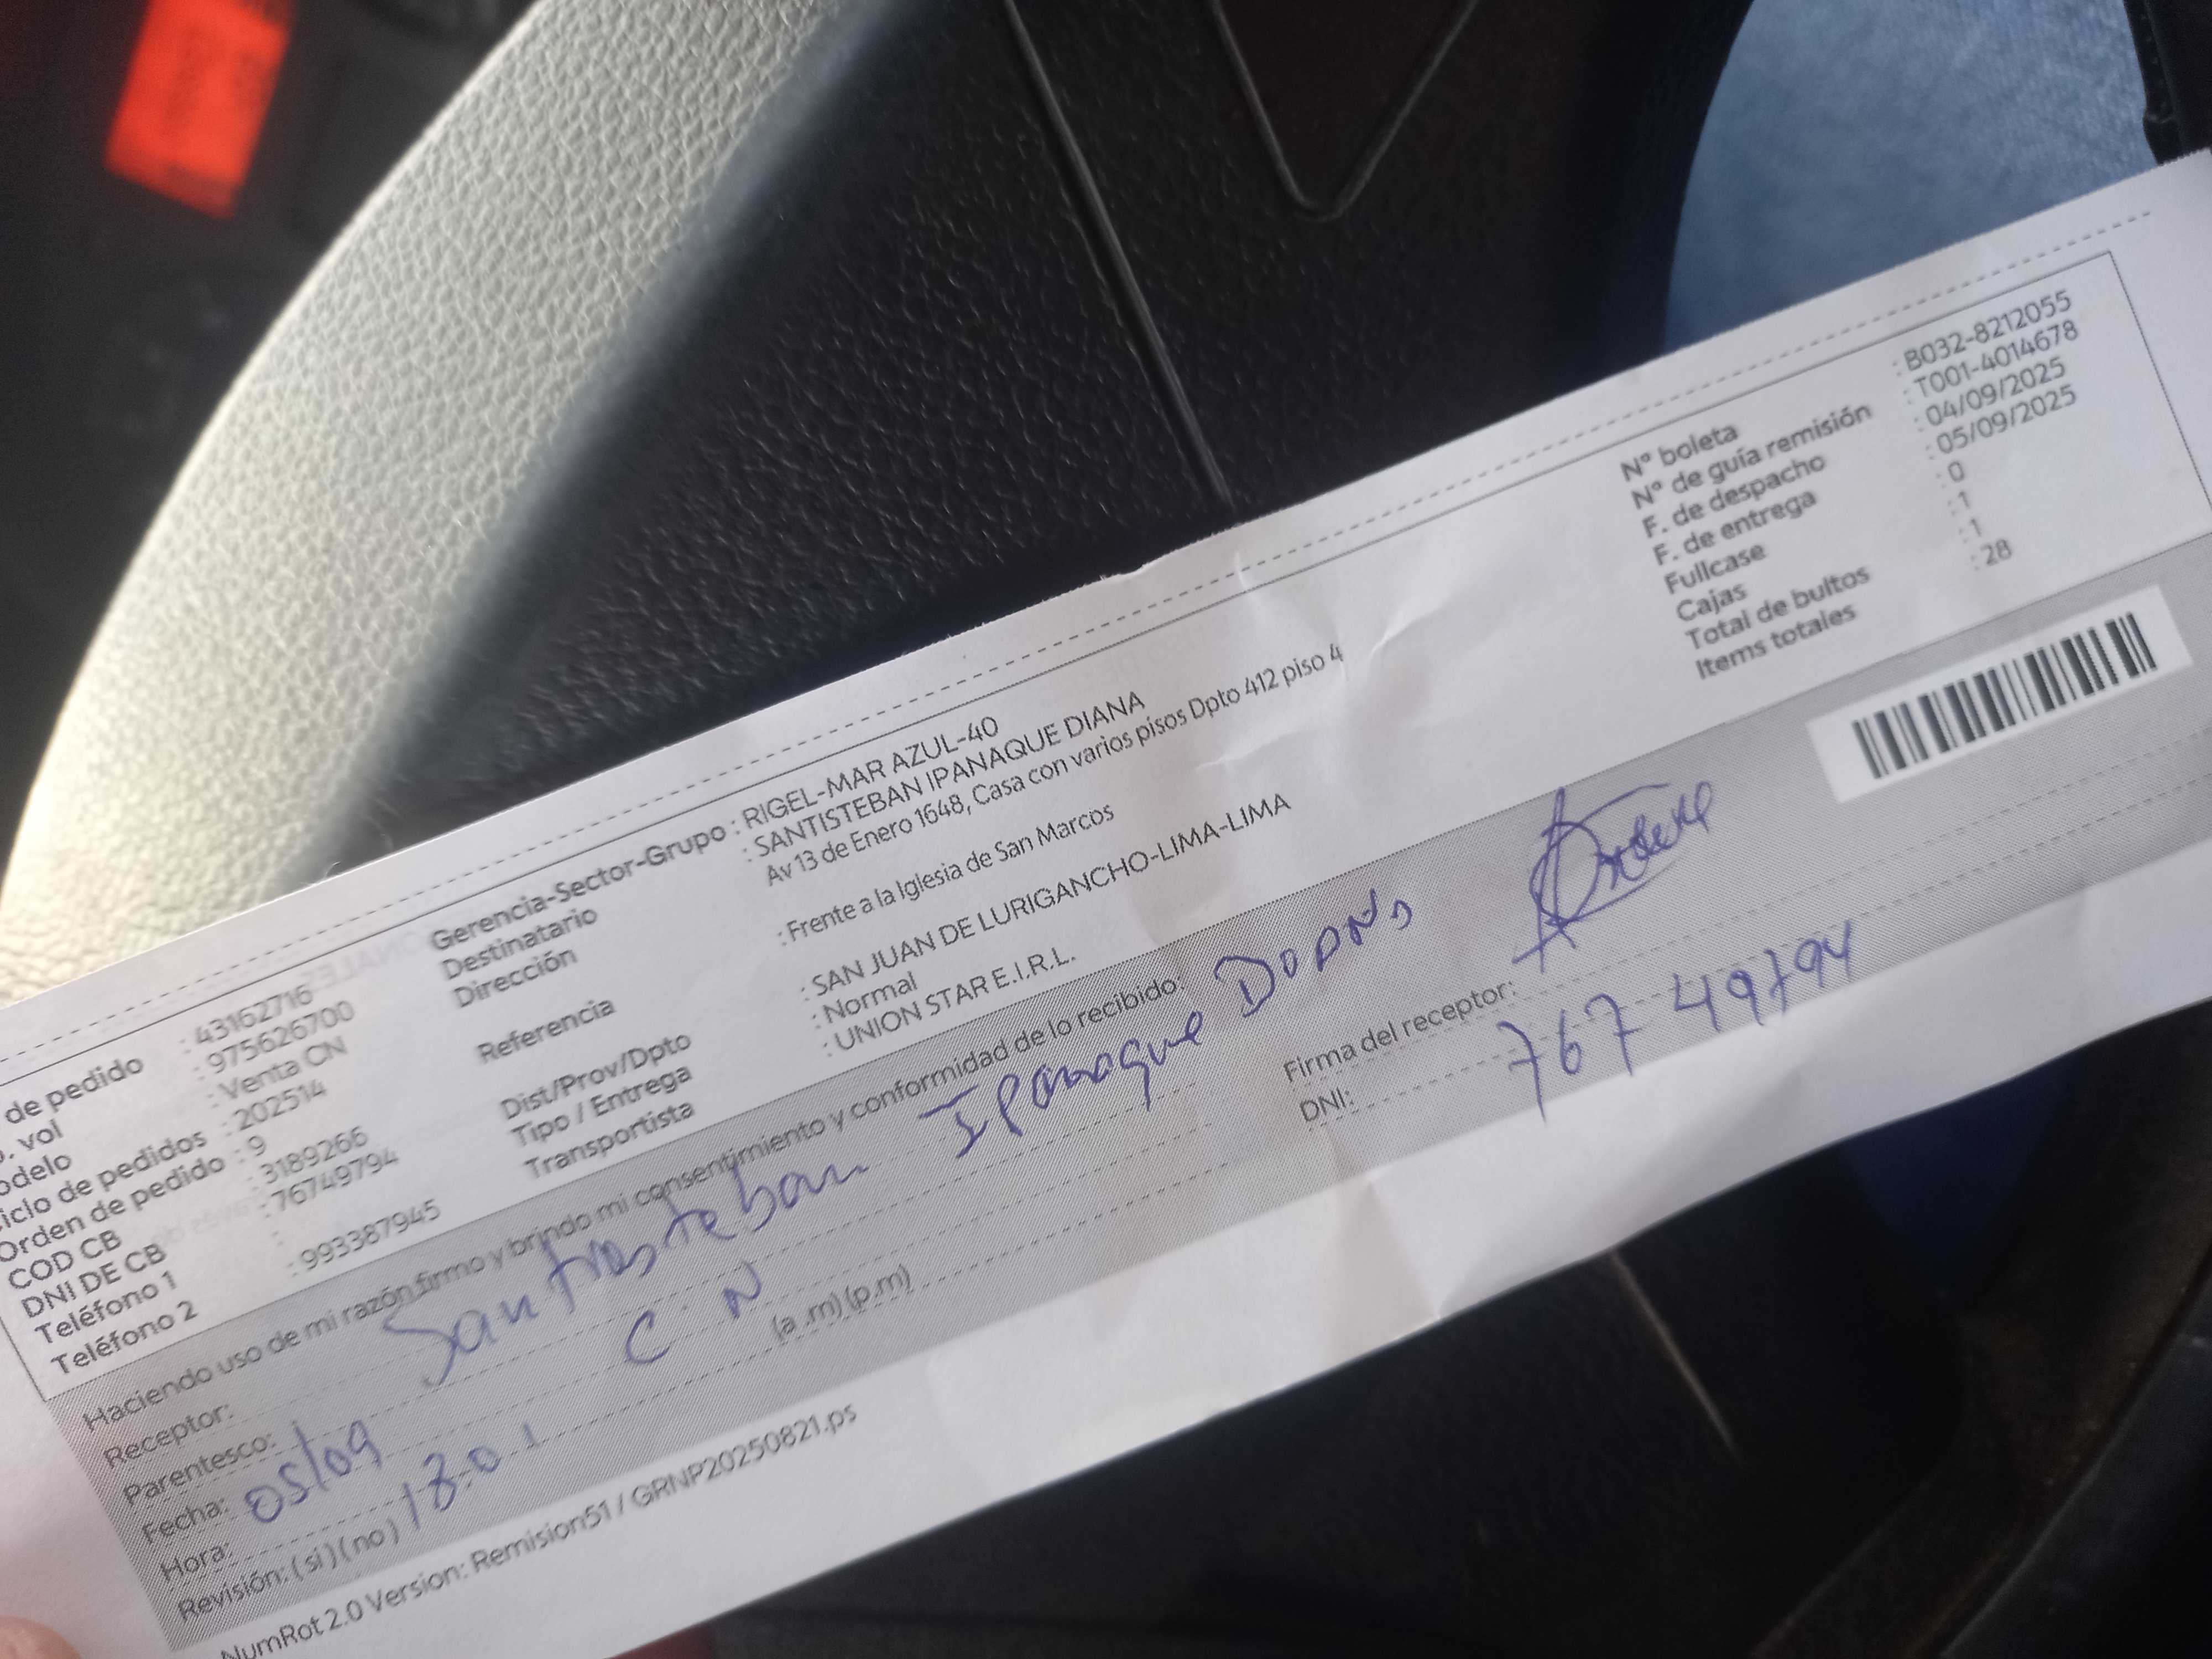 de pedido : 43162716
. vol : 975626700
odelo : Venta CN
iclo de pedidos : 202514
Orden de pedido : 9
COD CB : 3189266
DNI DE CB : 76749794
Teléfono 1 :
Teléfono 2 : 993387945
Gerencia-Sector-Grupo : RIGEL-MAR AZUL-40
Destinatario : SANTISTEBAN IPANAQUE DIANA
Dirección Av 13 de Enero 1648, Casa con varios pisos Dpto 412 piso 4
Referencia : Frente a la Iglesia de San Marcos
Dist/Prov/Dpto : SAN JUAN DE LURIGANCHO-LIMA-LIMA
Tipo / Entrega : Normal
Transportista : UNION STAR E.I.R.L.
N° boleta : B032-8212055
N° de guía remisión : T001-4014678
F. de despacho : 04/09/2025
F. de entrega : 05/09/2025
Fullcase : 0
Cajas : 1
Total de bultos : 1
Items totales : 28
Haciendo uso de mi razón firmo y brindo mi consentimiento y conformidad de lo recibido:
Receptor: Santisteban Ipanaque
Parentesco: C N
Fecha: 05/09
Hora: 13:01 (a .m) (p.m)
Revisión: (si) (no)
Firma del receptor:
DNI: 76749794
NumRot 2.0 Version: Remision51 / GRNP20250821.ps